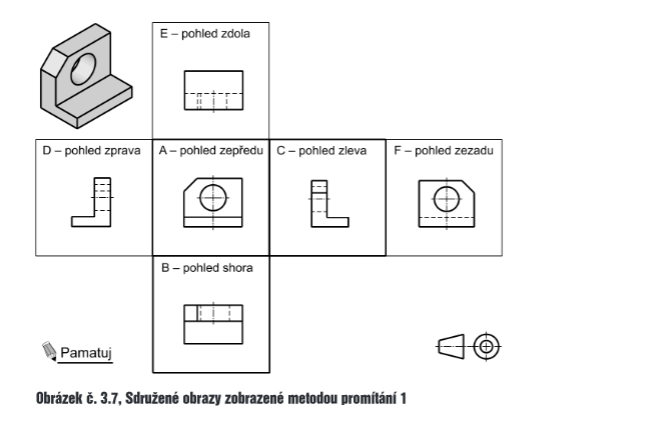 E – pohled zdola
D – pohled zprava
A – pohled zepředu
C – pohled zleva
F – pohled zezadu
B – pohled shora
Pamatuj
Obrázek č. 3.7, Sdružené obrazy zobrazené metodou promítání 1